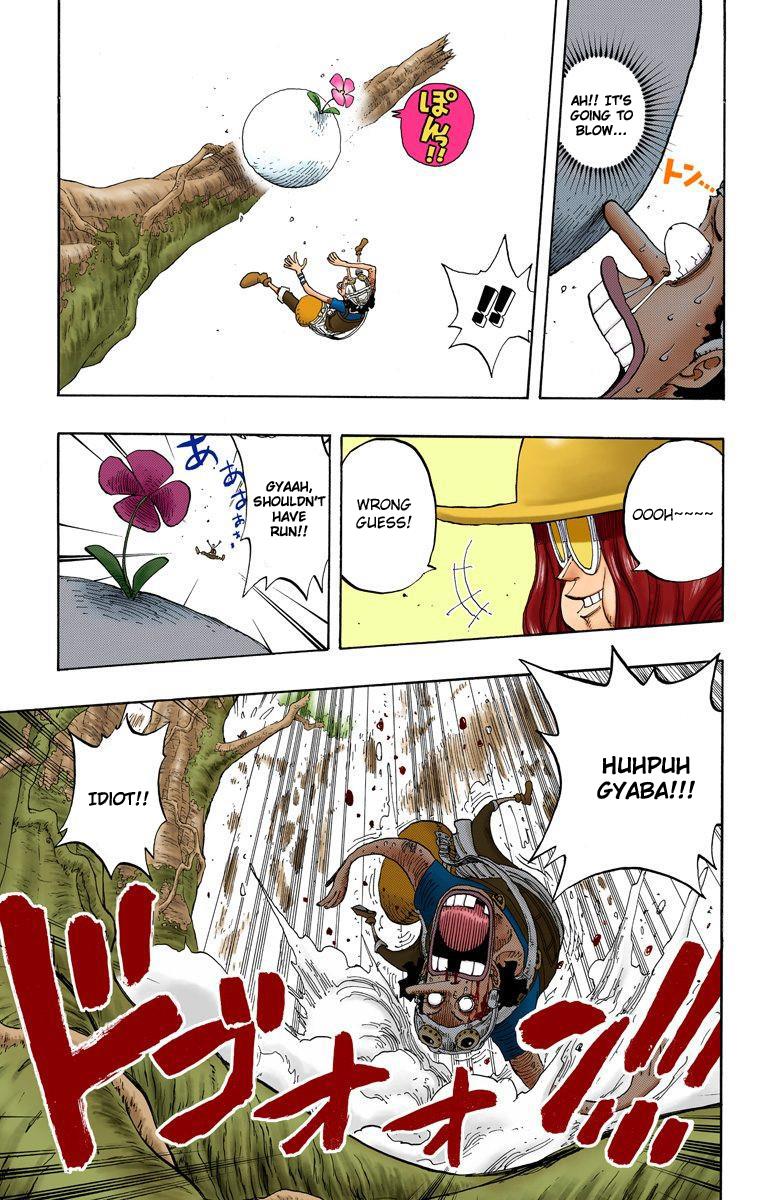 AH!! IT'S
GOING TO
BLOW...
トン...
ぽんっ!!
!!
OOOH~~~~
WRONG
GUESS!
GYAAH,
SHOULDN'T
HAVE
RUN!!
HUHPUH
GYABA!!!
IDIOT!!
ドゴオォン!!!